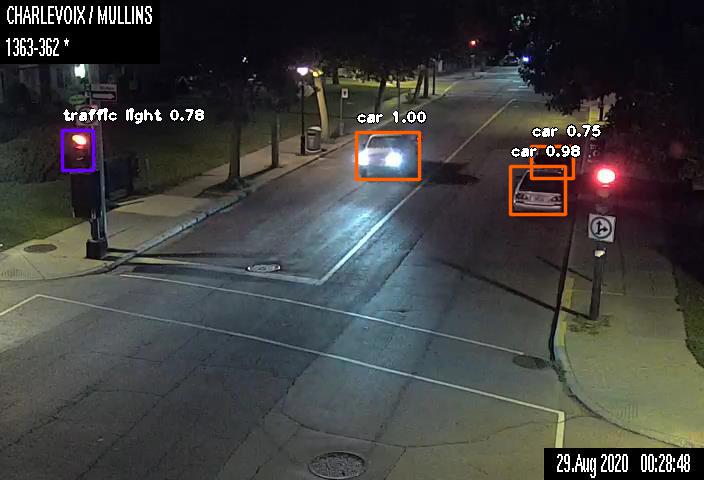 CHARLEVOIX / MULLINS
1363-362 *
traffic light 0.78
car 1.00
car 0.75
car 0.98
29.Aug 2020 00:28:48